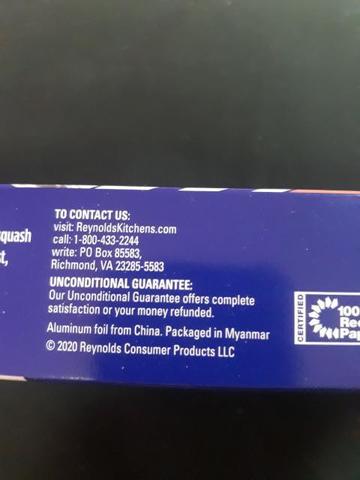 TO CONTACT US:
visit: ReynoldsKitchens.com
call: 1-800-433-2244
write: PO Box 85583,
Richmond, VA 23285-5583
UNCONDITIONAL GUARANTEE:
Our Unconditional Guarantee offers complete
satisfaction or your money refunded.
Aluminum foil from China. Packaged in Myanmar
© 2020 Reynolds Consumer Products LLC
CERTIFIED
100